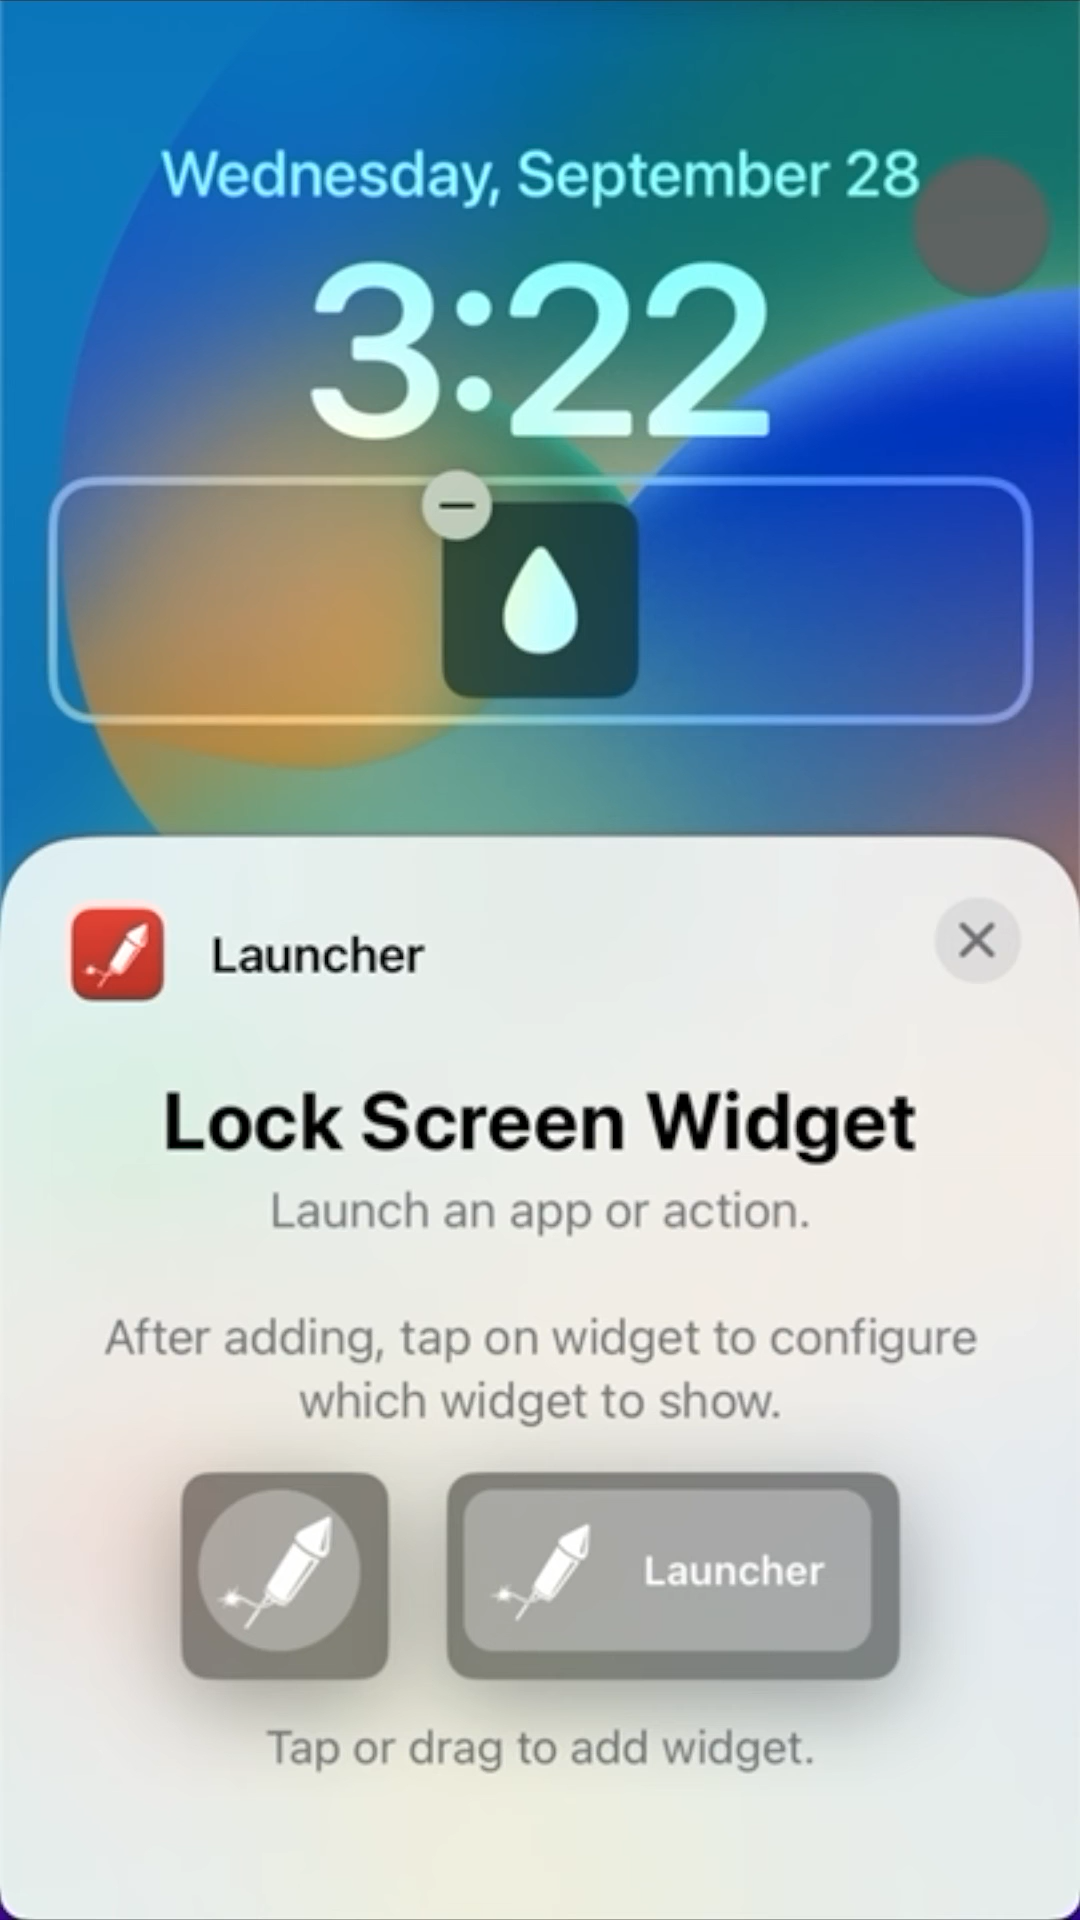 Wednesday, September 28
3:22
Launcher
Lock Screen Widget
Launch an app or action.
After adding, tap on widget to configure
which widget to show.
Launcher
Tap or drag to add widget.